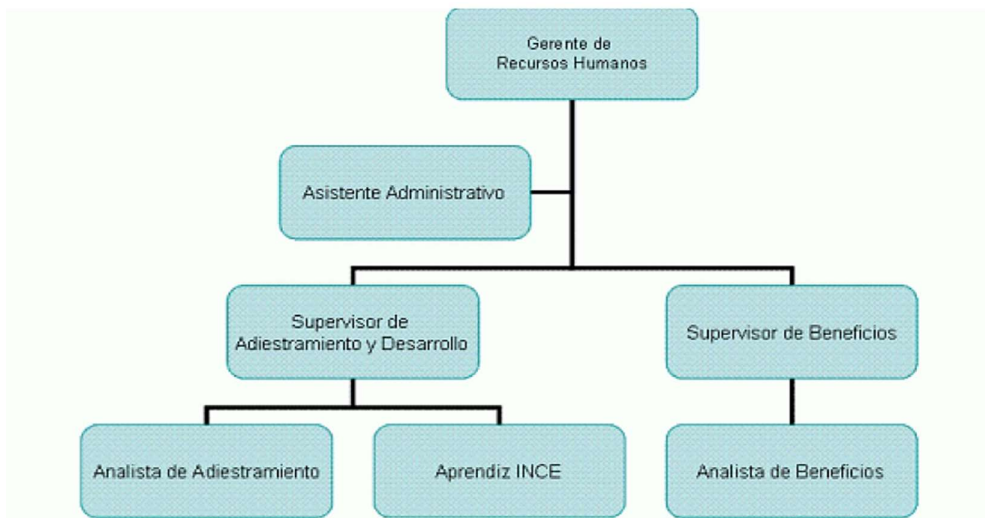 Gerente de
Recursos Humanos
Asistente Administrativo
Supervisor de
Adiestramiento y Desarrollo
Supervisor de Beneficios
Analista de Adiestramiento
Aprendiz INCE
Analista de Beneficios